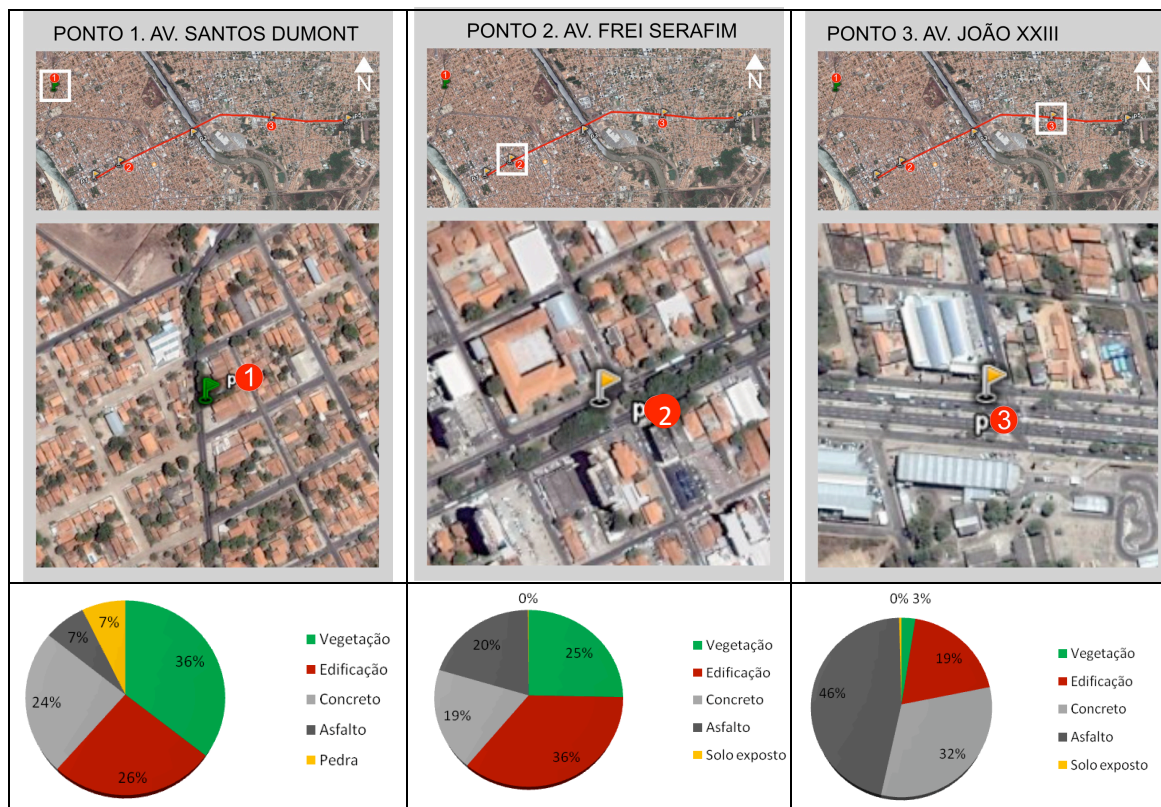 PONTO 1. AV. SANTOS DUMONT
N
1
2
3
p
1
Vegetação
Edificação
Concreto
Asfalto
Pedra
36%
26%
24%
7%
7%
PONTO 2. AV. FREI SERAFIM
N
1
2
3
p
2
Vegetação
Edificação
Concreto
Asfalto
Solo exposto
0%
25%
36%
19%
20%
PONTO 3. AV. JOÃO XXIII
N
1
2
3
p
3
Vegetação
Edificação
Concreto
Asfalto
Solo exposto
0% 3%
19%
32%
46%